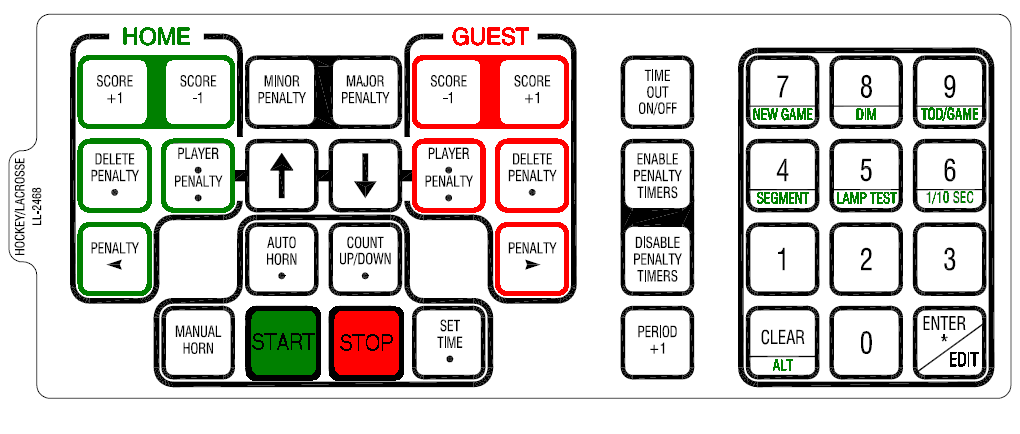 HOCKEY/LACROSSE
LL-2468
HOME
SCORE
+1
SCORE
-1
MINOR
PENALTY
MAJOR
PENALTY
GUEST
SCORE
-1
SCORE
+1
DELETE
PENALTY
PLAYER
PENALTY
PLAYER
PENALTY
DELETE
PENALTY
PENALTY
AUTO
HORN
COUNT
UP/DOWN
PENALTY
MANUAL
HORN
START
STOP
SET
TIME
TIME
OUT
ON/OFF
ENABLE
PENALTY
TIMERS
DISABLE
PENALTY
TIMERS
PERIOD
+1
7
NEW GAME
8
DIM
9
TOD/GAME
4
SEGMENT
5
LAMP TEST
6
1/10 SEC
1
2
3
CLEAR
ALT
0
ENTER
*
EDIT